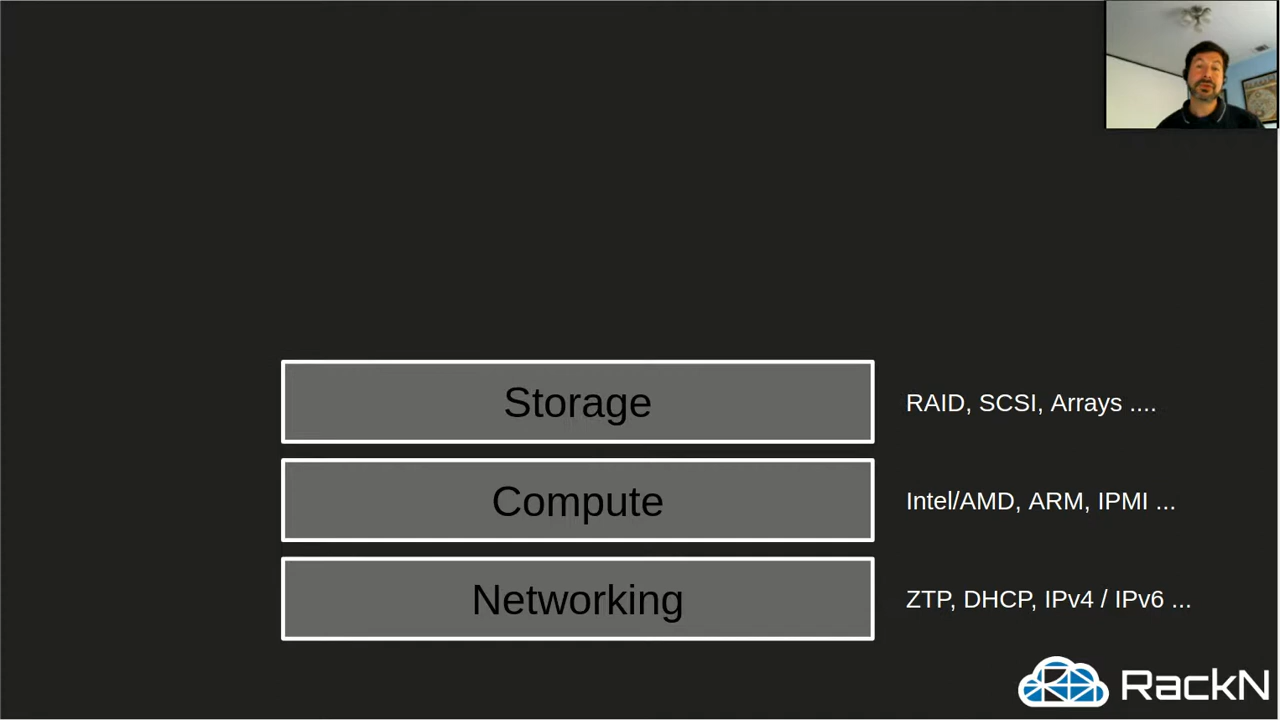 Storage
RAID, SCSI, Arrays ....
Compute
Intel/AMD, ARM, IPMI ...
Networking
ZTP, DHCP, IPv4 / IPv6 ...
RackN